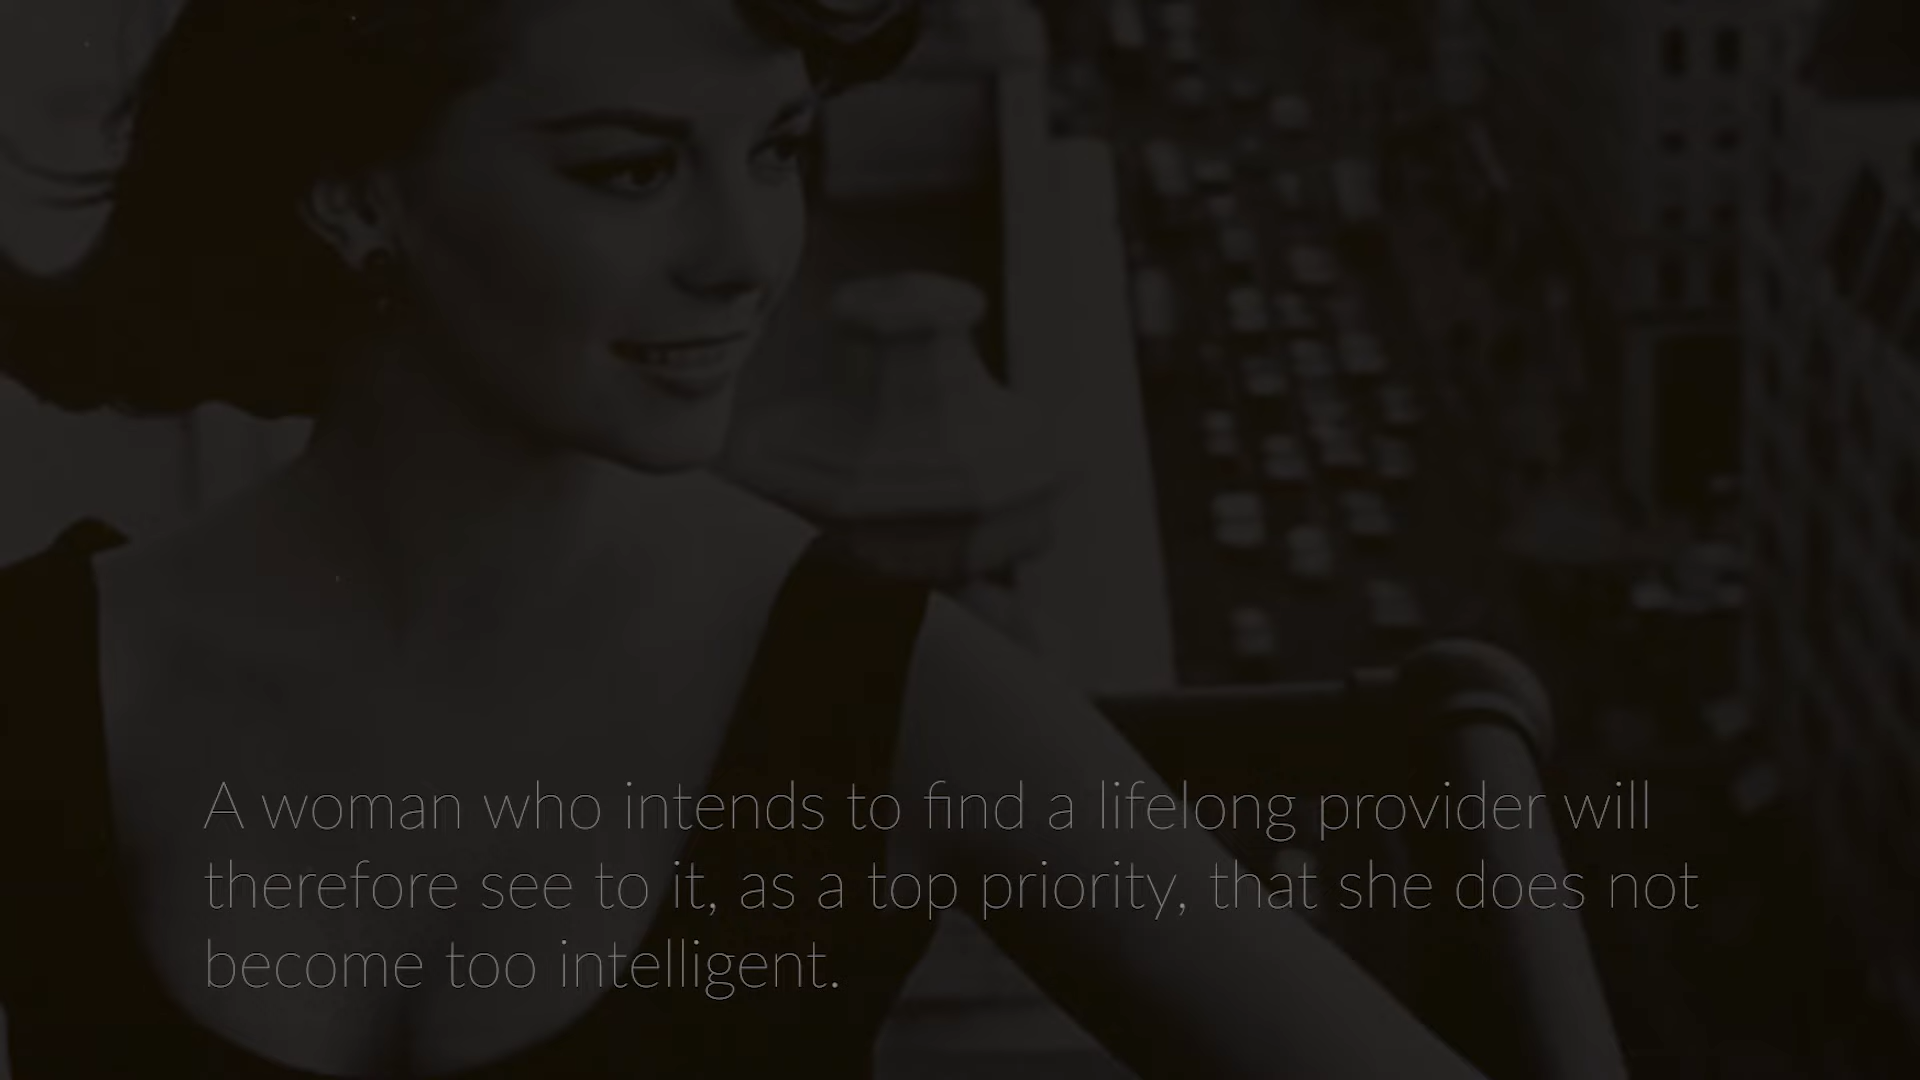 A woman who intends to find a lifelong provider will
therefore see to it, as a top priority, that she does not
become too intelligent.